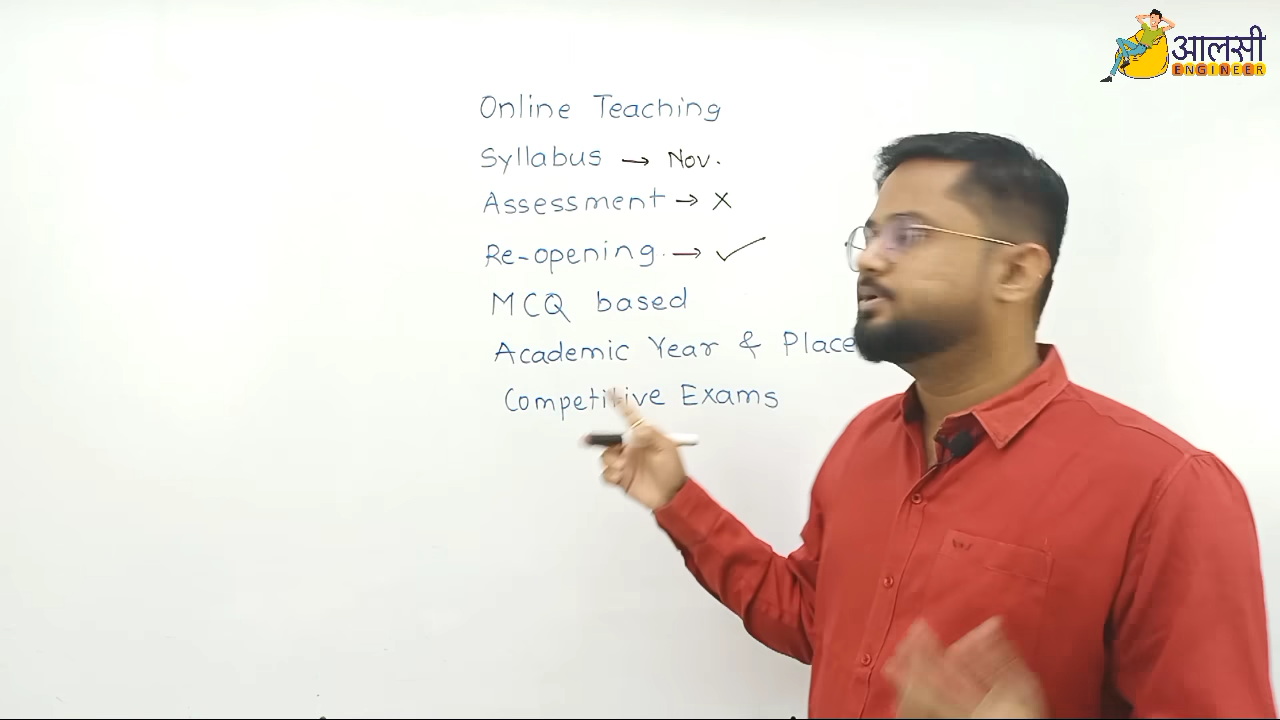 आलसी
ENGINEER
Online Teaching
Syllabus → Nov.
Assessment → X
Re-opening. → ✓
MCQ based
Academic Year & Place
Competitive Exams